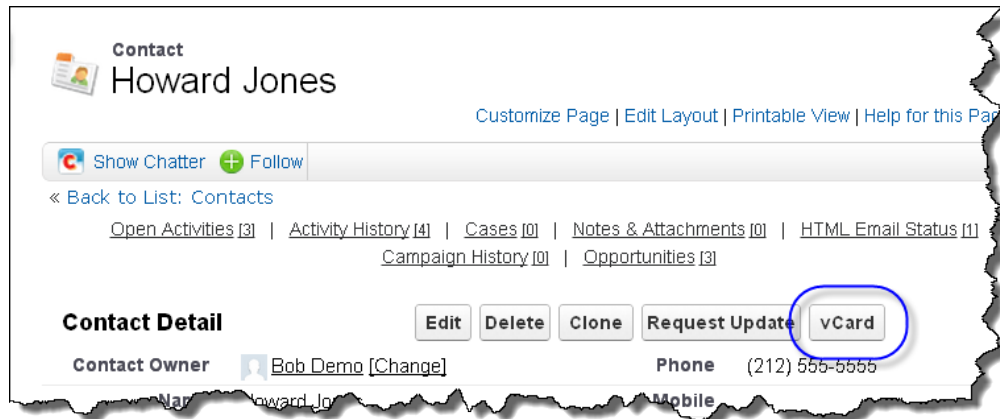 Contact
Howard Jones
Customize Page | Edit Layout | Printable View | Help for this
Show Chatter Follow
« Back to List: Contacts
Open Activities [3] | Activity History [4] | Cases [0] | Notes & Attachments [0] | HTML Email Status [1]
Campaign History [0] | Opportunities [3]
Contact Detail Edit Delete Clone Request Update vCard
Contact Owner Bob Demo [Change] Phone (212) 555-5555
Howard Mobile